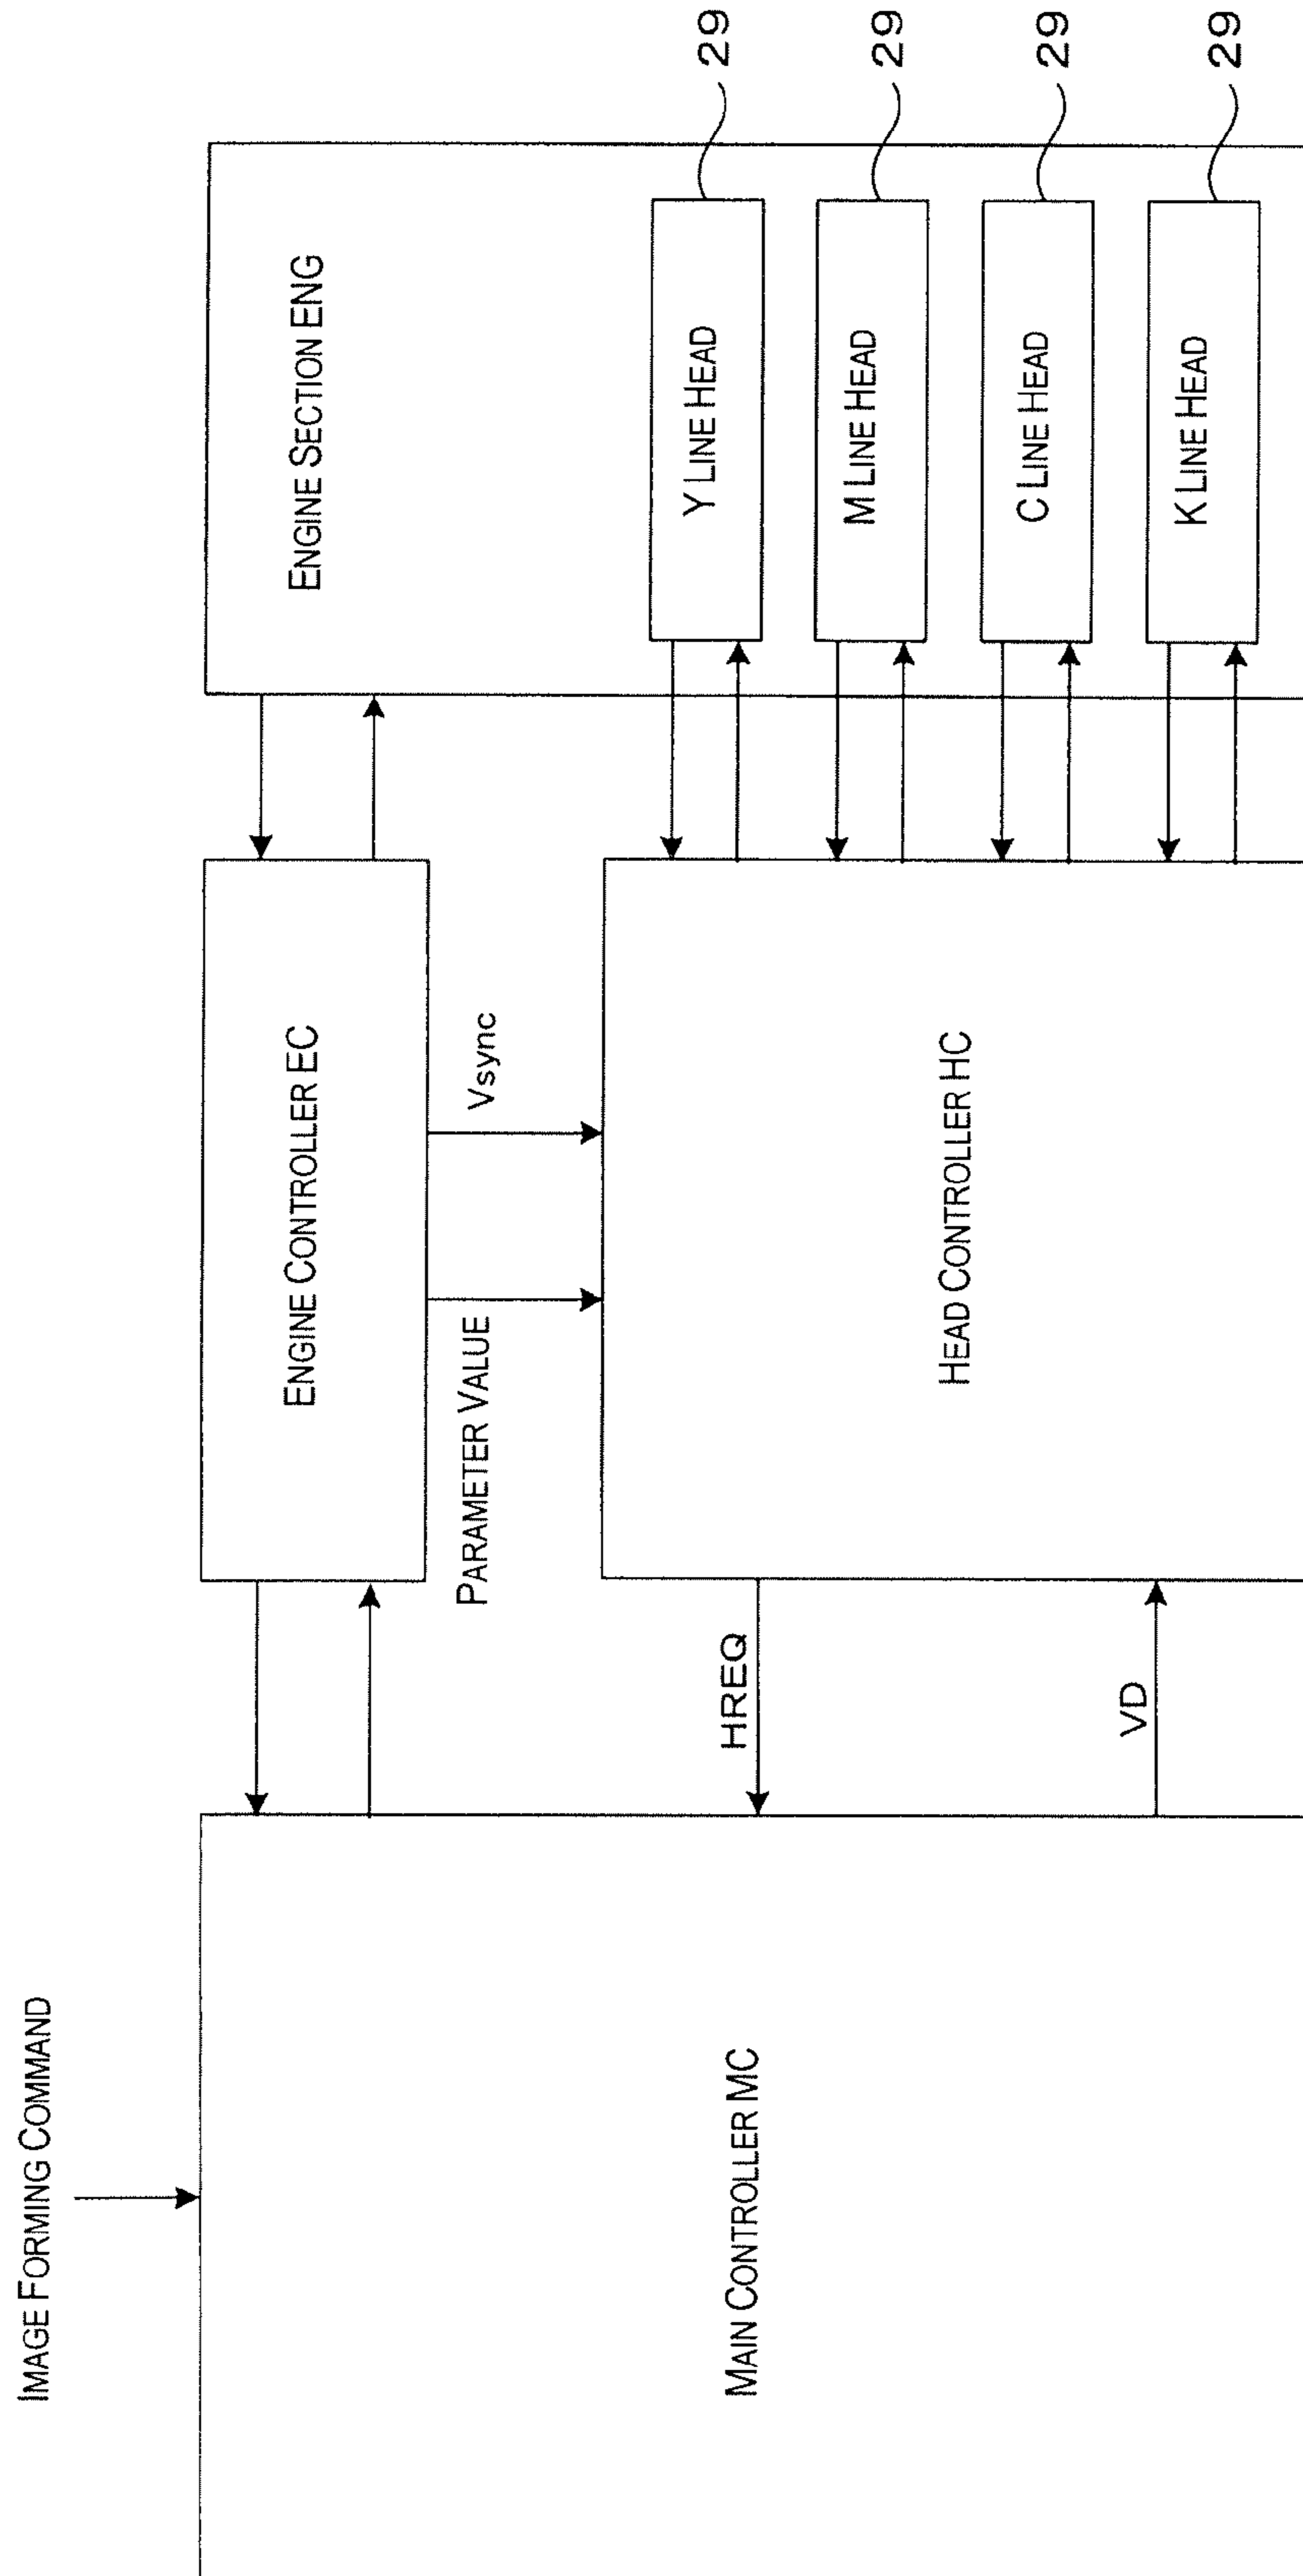 IMAGE FORMING COMMAND
MAIN CONTROLLER MC
HREQ
VD
ENGINE CONTROLLER EC
PARAMETER VALUE
Vsync
HEAD CONTROLLER HC
ENGINE SECTION ENG
Y LINE HEAD
29
M LINE HEAD
29
C LINE HEAD
29
K LINE HEAD
29